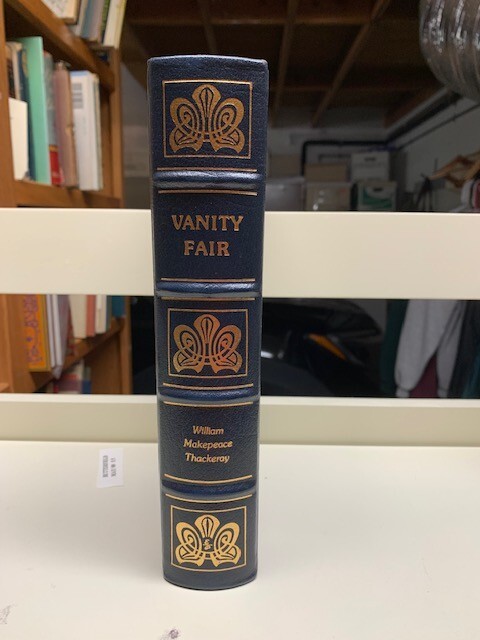 VANITY
FAIR
William
Makepeace
Thackeray